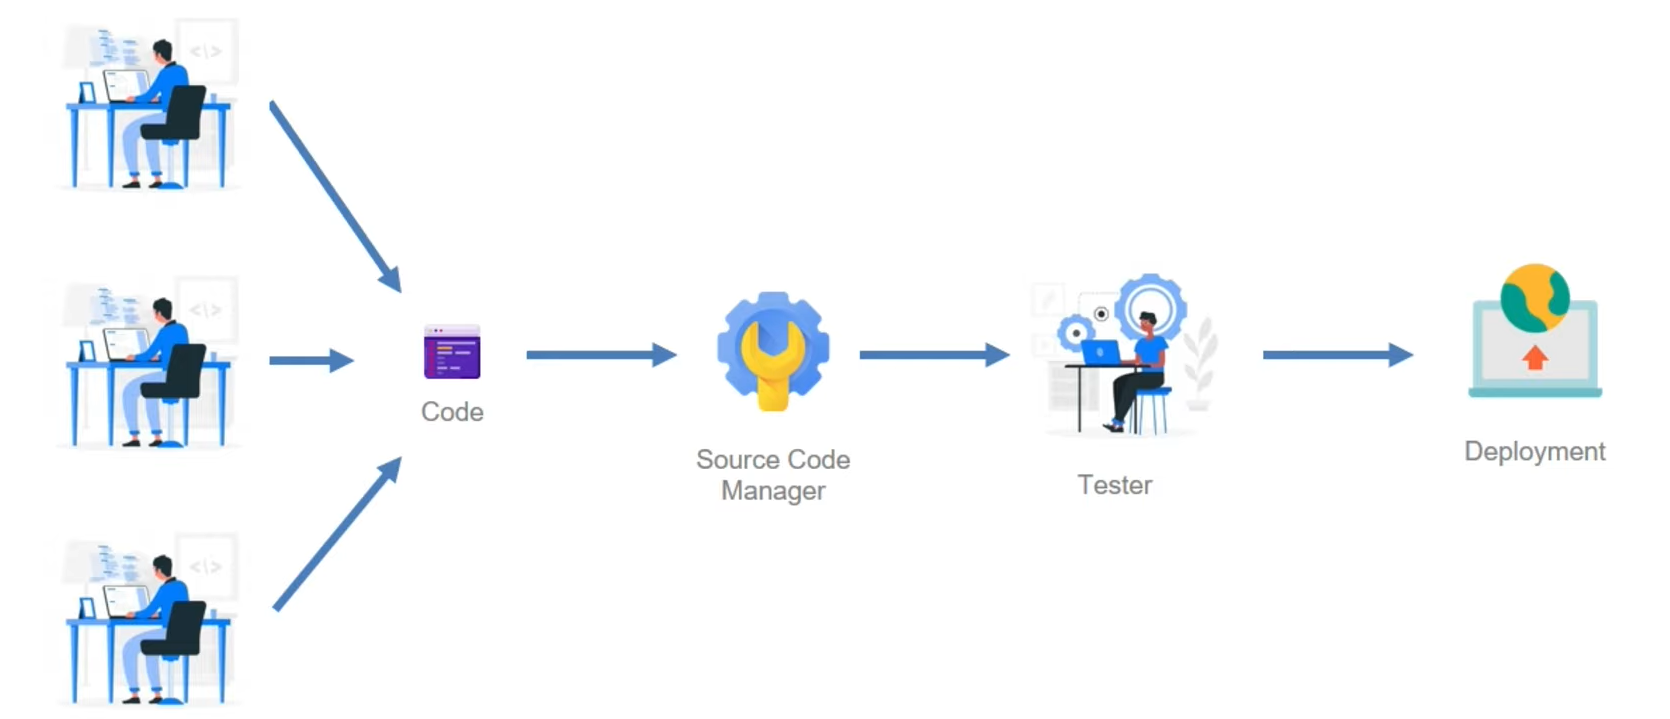 Code
Source Code
Manager
Tester
Deployment